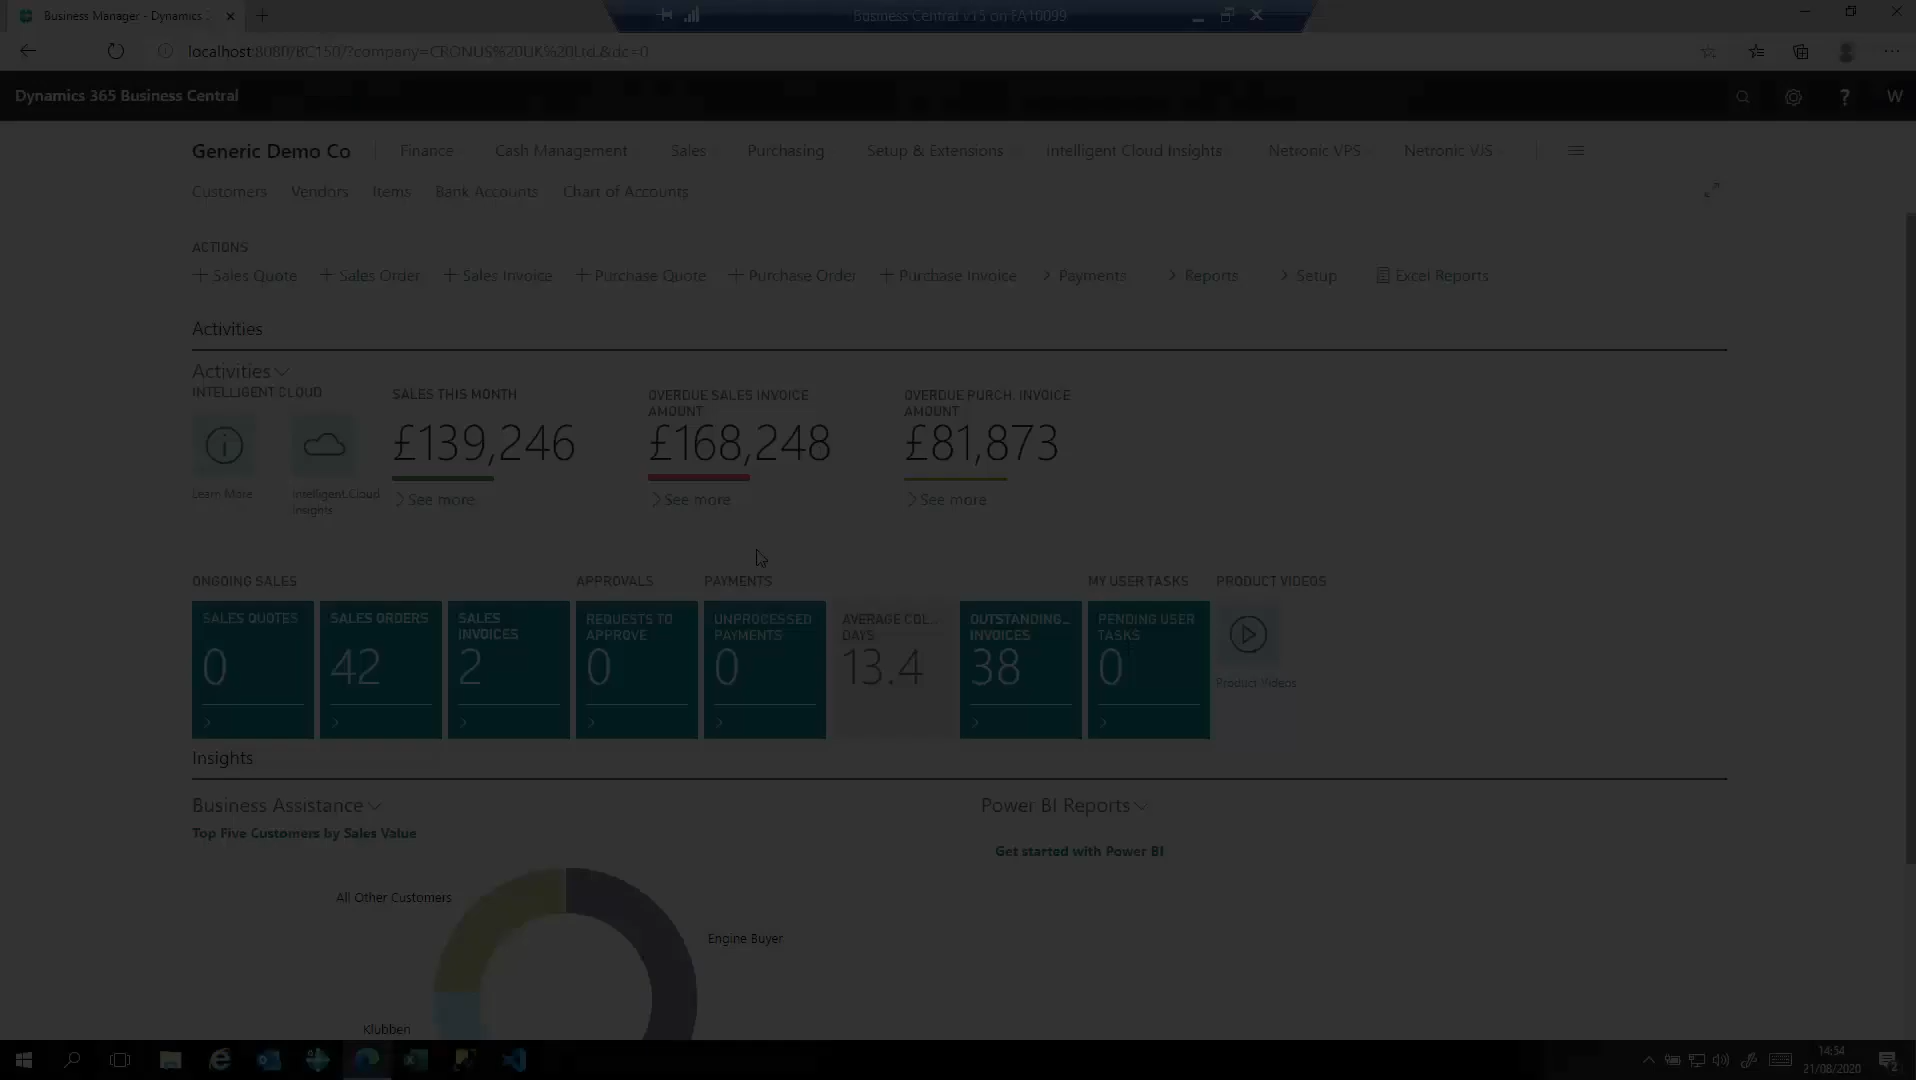 Business Manager - Dynamics
Business Central v15 on FA10099
localhost:8080/BC150/?company=CRONUS%20UK%20Ltd.&dc=0
Dynamics 365 Business Central
? W
Generic Demo Co
Finance Cash Management Sales Purchasing Setup & Extensions Intelligent Cloud Insights Netronic VPS Netronic VJS
Customers Vendors Items Bank Accounts Chart of Accounts
ACTIONS
+ Sales Quote + Sales Order + Sales Invoice + Purchase Quote + Purchase Order + Purchase Invoice > Payments > Reports > Setup Excel Reports
Activities
Activities
INTELLIGENT CLOUD
Learn More
Intelligent Cloud
Insights
SALES THIS MONTH
£139,246
> See more
OVERDUE SALES INVOICE
AMOUNT
£168,248
> See more
OVERDUE PURCH. INVOICE
AMOUNT
£81,873
> See more
ONGOING SALES
SALES QUOTES
0
SALES ORDERS
42
SALES
INVOICES
2
APPROVALS
REQUESTS TO
APPROVE
0
PAYMENTS
UNPROCESSED
PAYMENTS
0
AVERAGE COL...
DAYS
13.4
OUTSTANDING...
INVOICES
38
MY USER TASKS
PENDING USER
TASKS
0
PRODUCT VIDEOS
Product Videos
Insights
Business Assistance
Top Five Customers by Sales Value
All Other Customers
Engine Buyer
Klubben
Power BI Reports
Get started with Power BI
14:54
21/08/2020